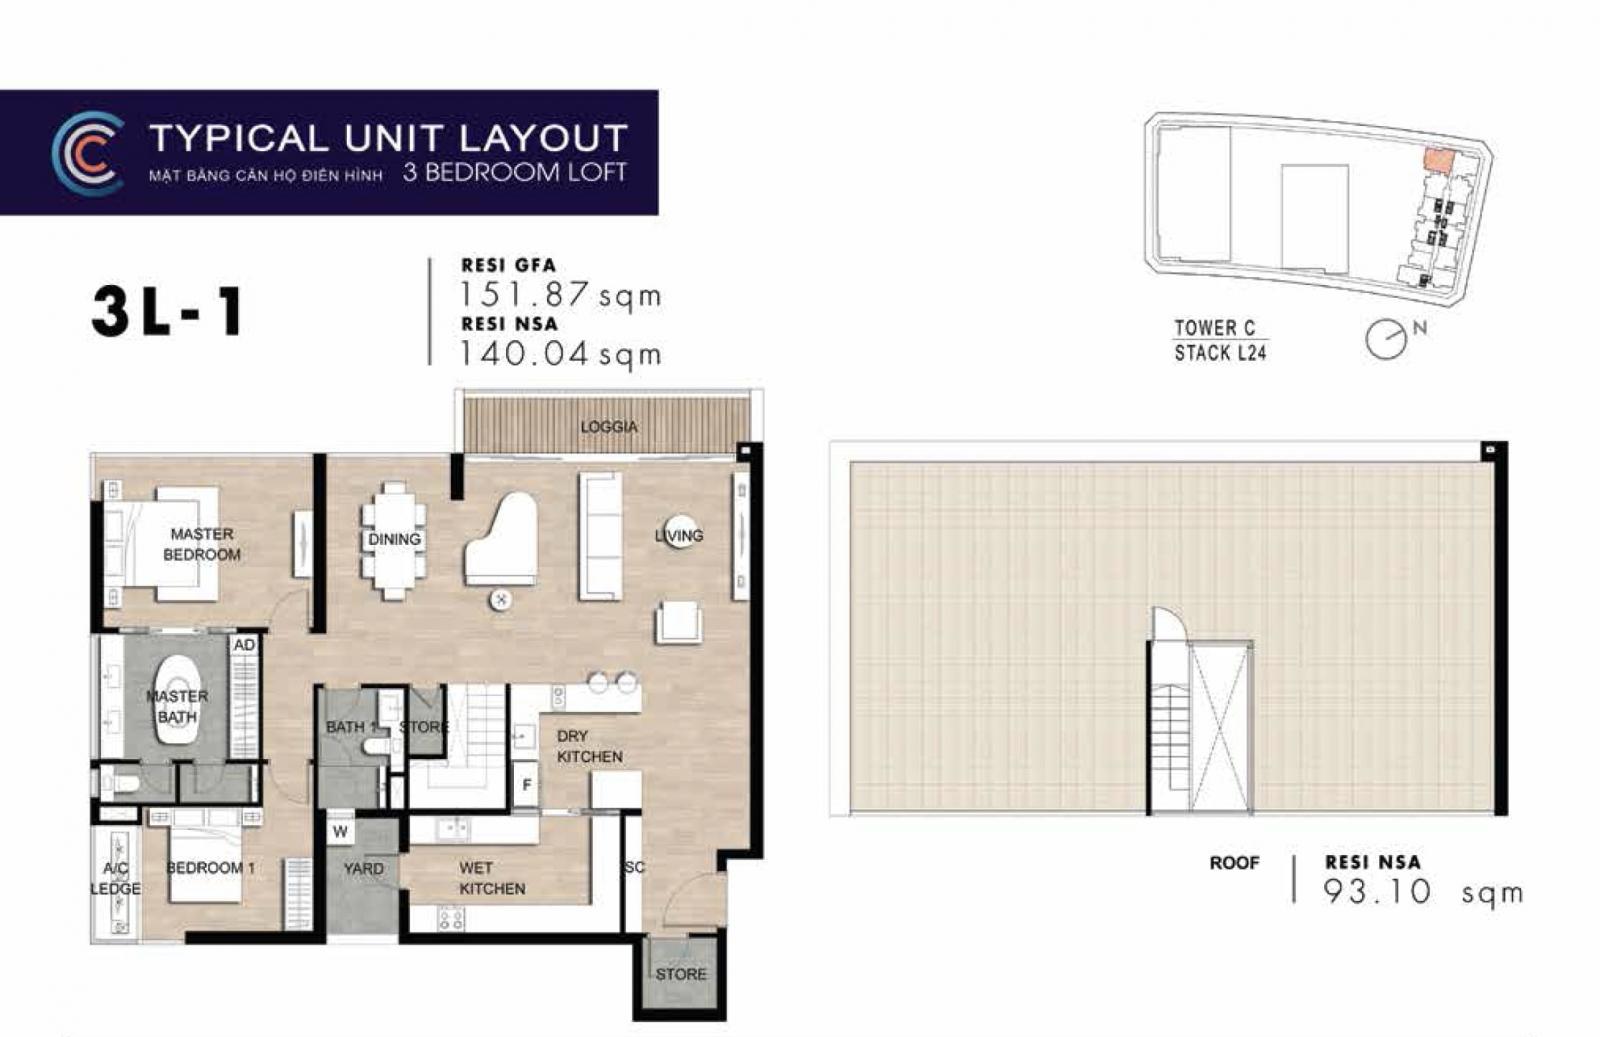 TYPICAL UNIT LAYOUT
MẶT BẰNG CĂN HỘ ĐIỂN HÌNH 3 BEDROOM LOFT
3L-1
RESI GFA
151.87 sqm
RESI NSA
140.04 sqm
TOWER C
STACK L24
N
LOGGIA
MASTER
BEDROOM
DINING
LIVING
AD
MASTER
BATH
BATH 1
STORE
DRY
KITCHEN
F
W
A/C
LEDGE
BEDROOM 1
YARD
WET
KITCHEN
SC
STORE
ROOF
RESI NSA
93.10 sqm